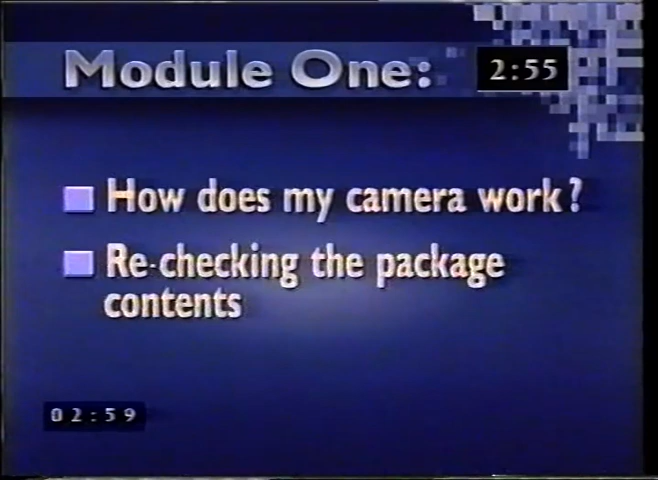 Module One:
2:55
How does my camera work?
Re-checking the package
contents
02:59